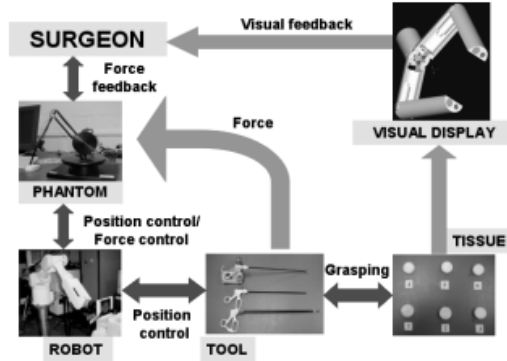 Visual feedback
SURGEON
Force
feedback
Force
VISUAL DISPLAY
PHANTOM
Position control/
Force control
TISSUE
Grasping
Position
control
ROBOT
TOOL